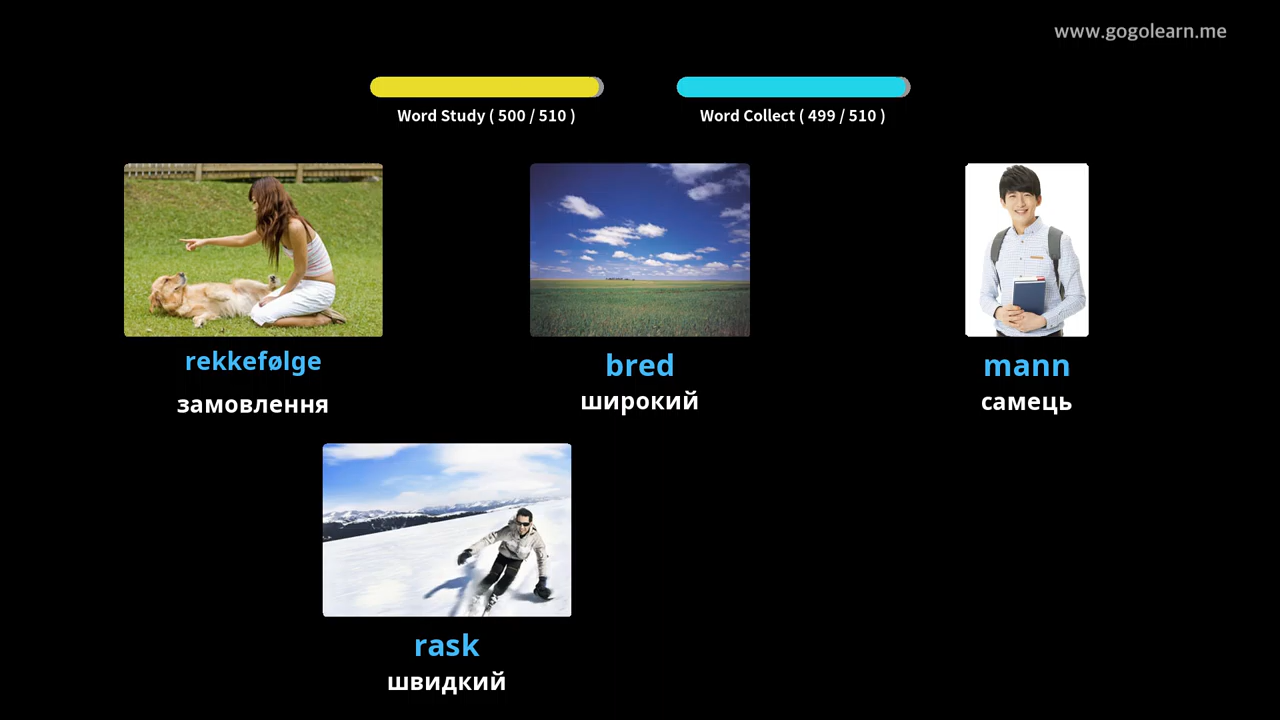 www.gogolearn.me
Word Study ( 500 / 510 )
Word Collect ( 499 / 510 )
rekkefølge
замовлення
bred
широкий
mann
самець
rask
швидкий